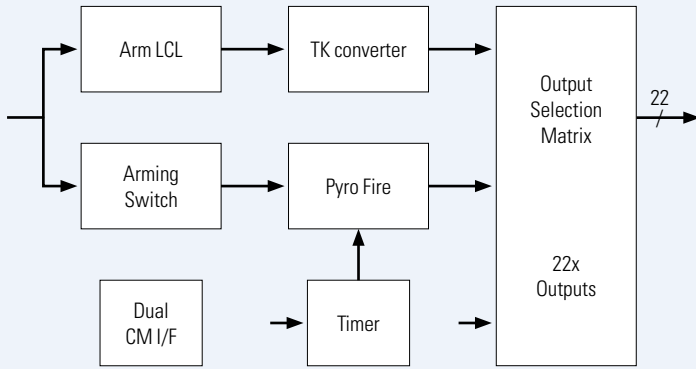 Arm LCL
TK converter
Output
Selection
Matrix
22
Arming
Switch
Pyro Fire
22x
Outputs
Dual
CM I/F
Timer